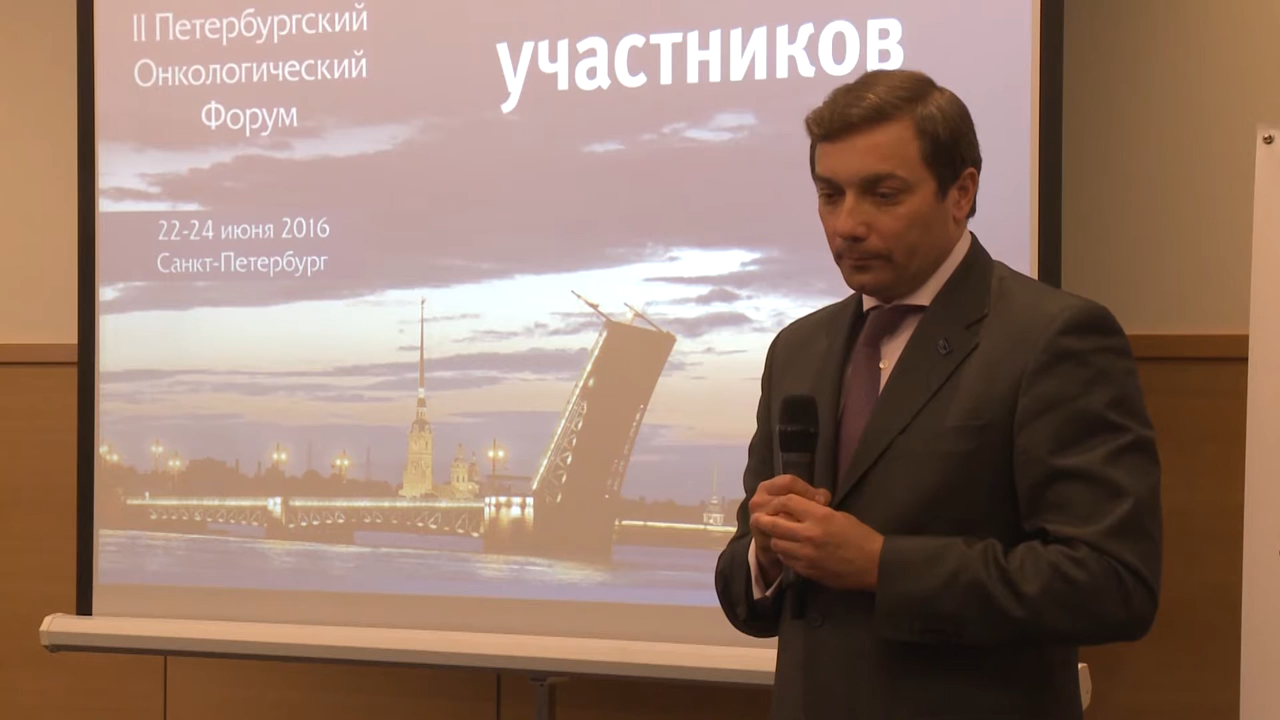 II Петербургский
Онкологический
Форум
участников
22-24 июня 2016
Санкт-Петербург